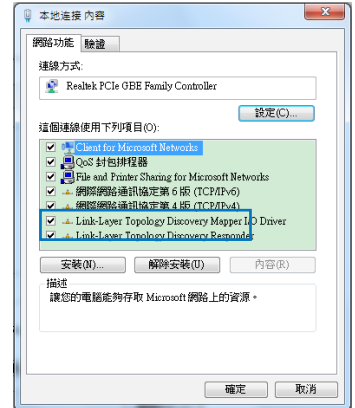 本地连接 內容
網路功能 驗證
連線方式:
Realtek PCIe GBE Family Controller
設定(C)...
這個連線使用下列項目(O):
Client for Microsoft Networks
QoS 封包排程器
File and Printer Sharing for Microsoft Networks
網際網路通訊協定第 6 版 (TCP/IPv6)
網際網路通訊協定第 4 版 (TCP/IPv4)
Link-Layer Topology Discovery Mapper I/O Driver
Link-Layer Topology Discovery Responder
安裝(N)... 解除安裝(U) 內容(R)
描述
讓您的電腦能夠存取 Microsoft 網路上的資源。
確定 取消